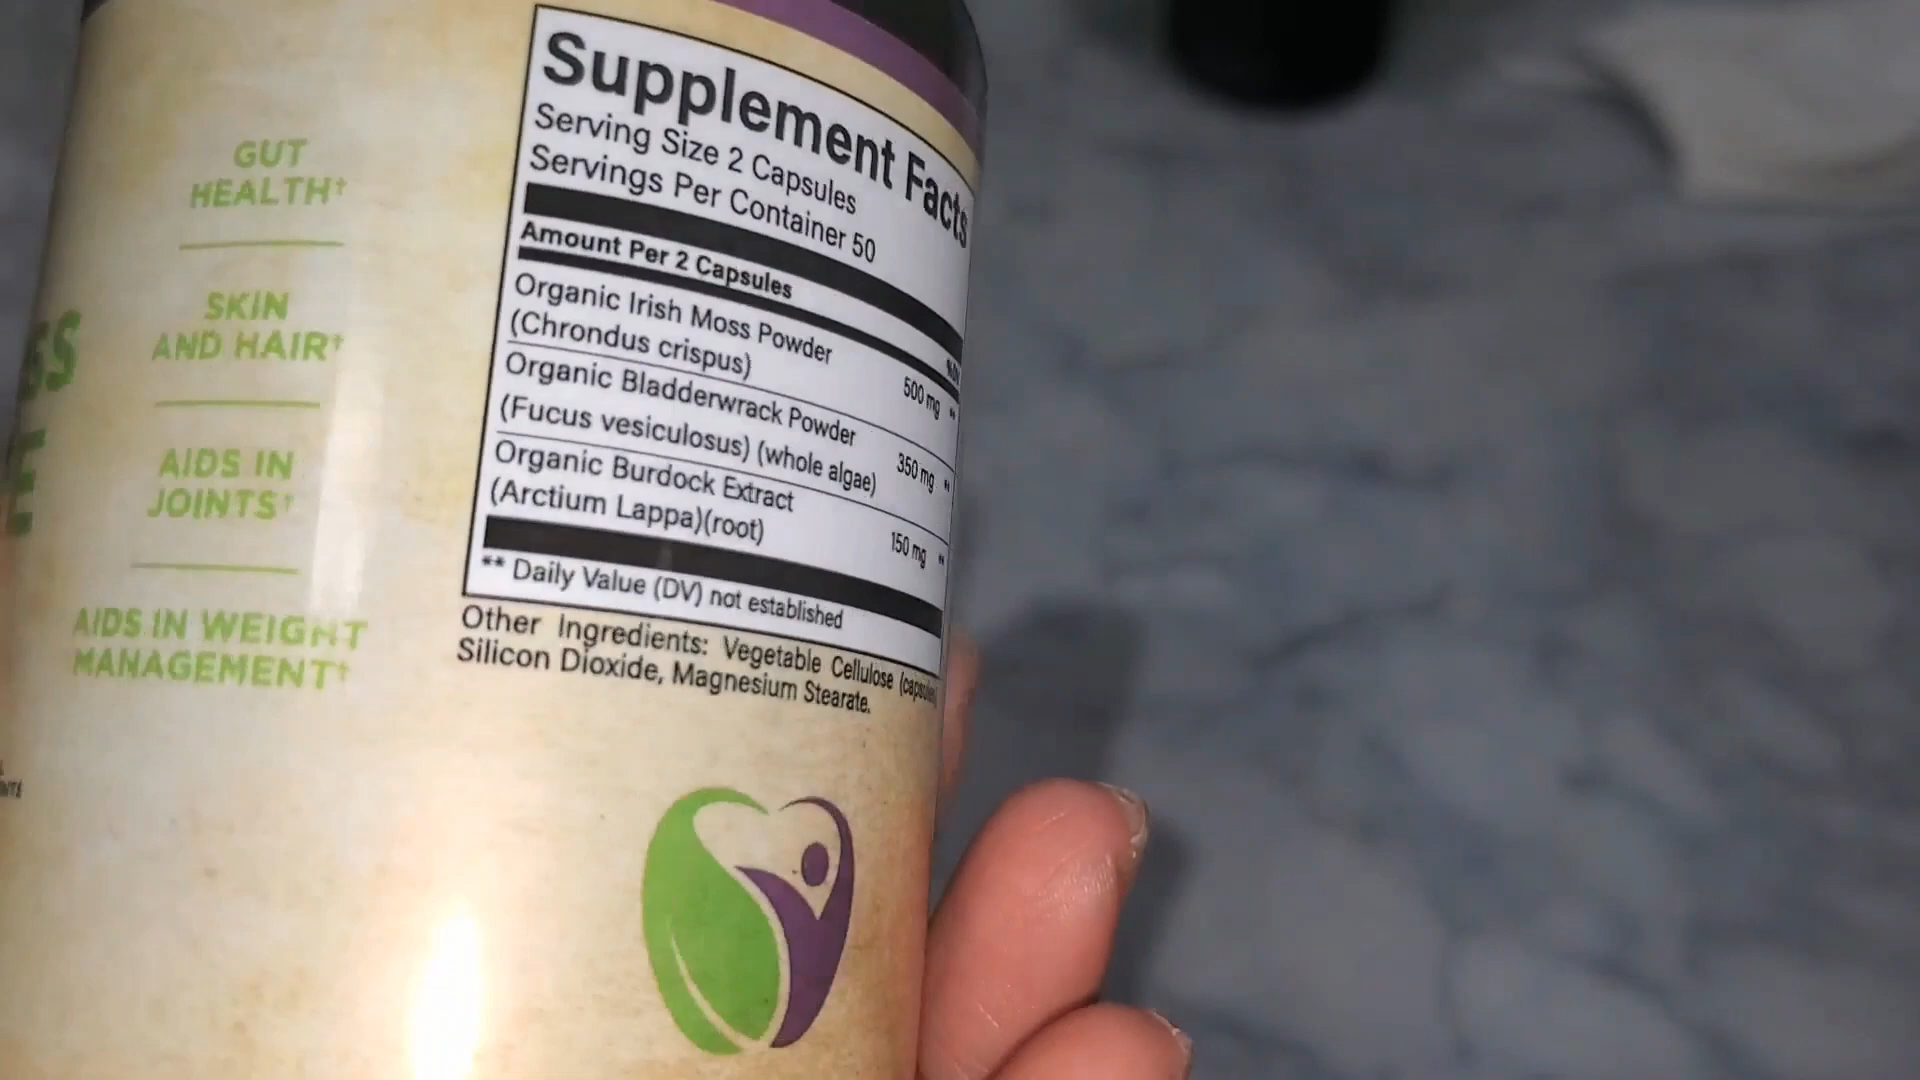 GUT
HEALTH†
SKIN
AND HAIR†
AIDS IN
JOINTS†
AIDS IN WEIGHT
MANAGEMENT†
Supplement Facts
Serving Size 2 Capsules
Servings Per Container 50
Amount Per 2 Capsules
Organic Irish Moss Powder
(Chrondus crispus) 500 mg **
Organic Bladderwrack Powder
(Fucus vesiculosus) (whole algae) 350 mg **
Organic Burdock Extract
(Arctium Lappa)(root) 150 mg **
** Daily Value (DV) not established
Other Ingredients: Vegetable Cellulose (capsule)
Silicon Dioxide, Magnesium Stearate.